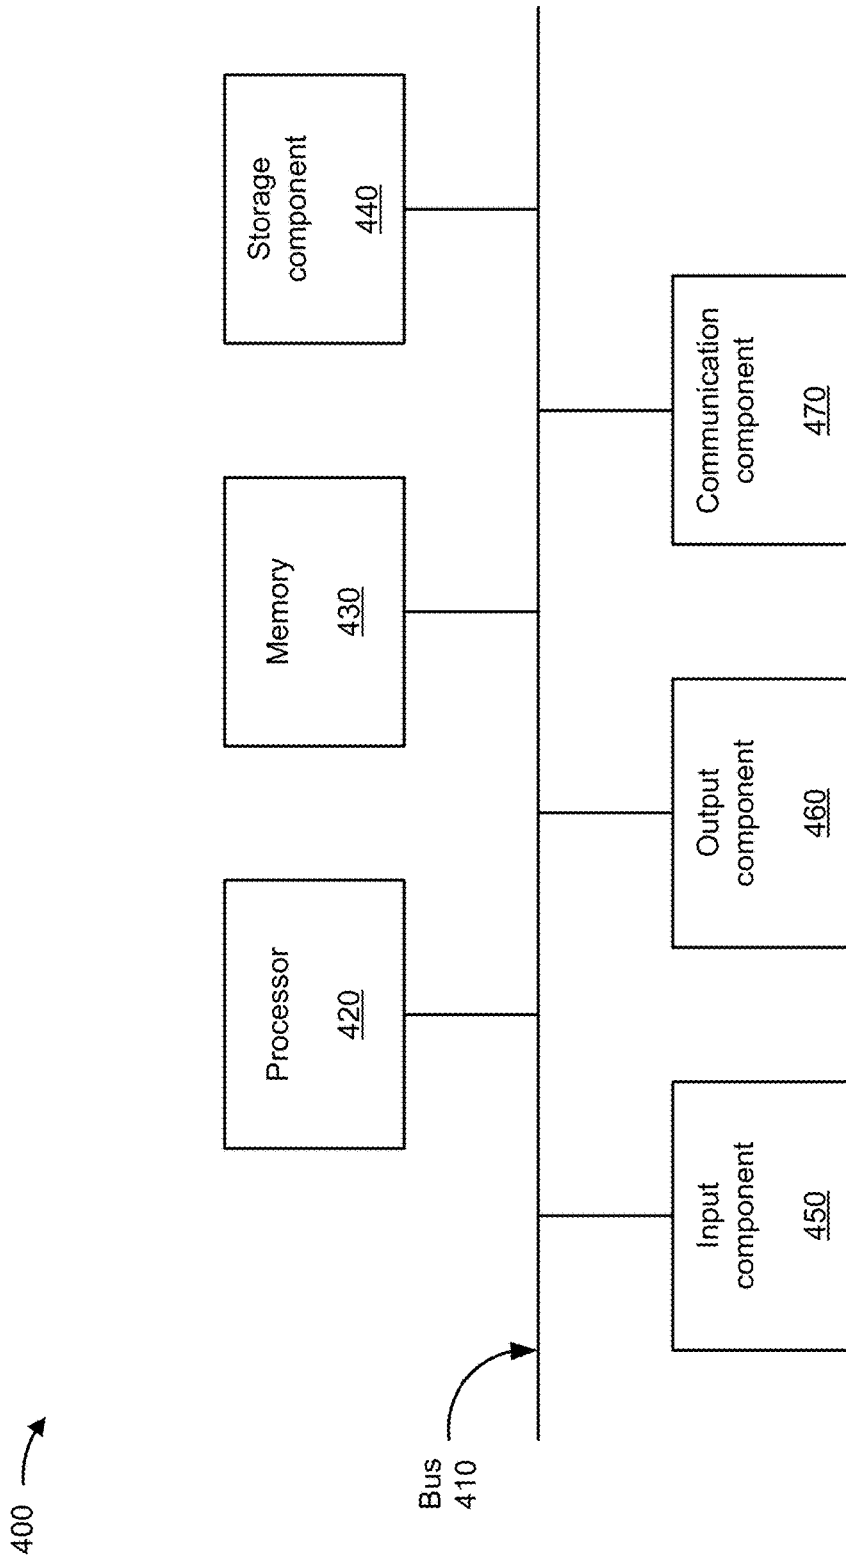 400
Processor
420
Memory
430
Storage
component
440
Bus
410
Input
component
450
Output
component
460
Communication
component
470